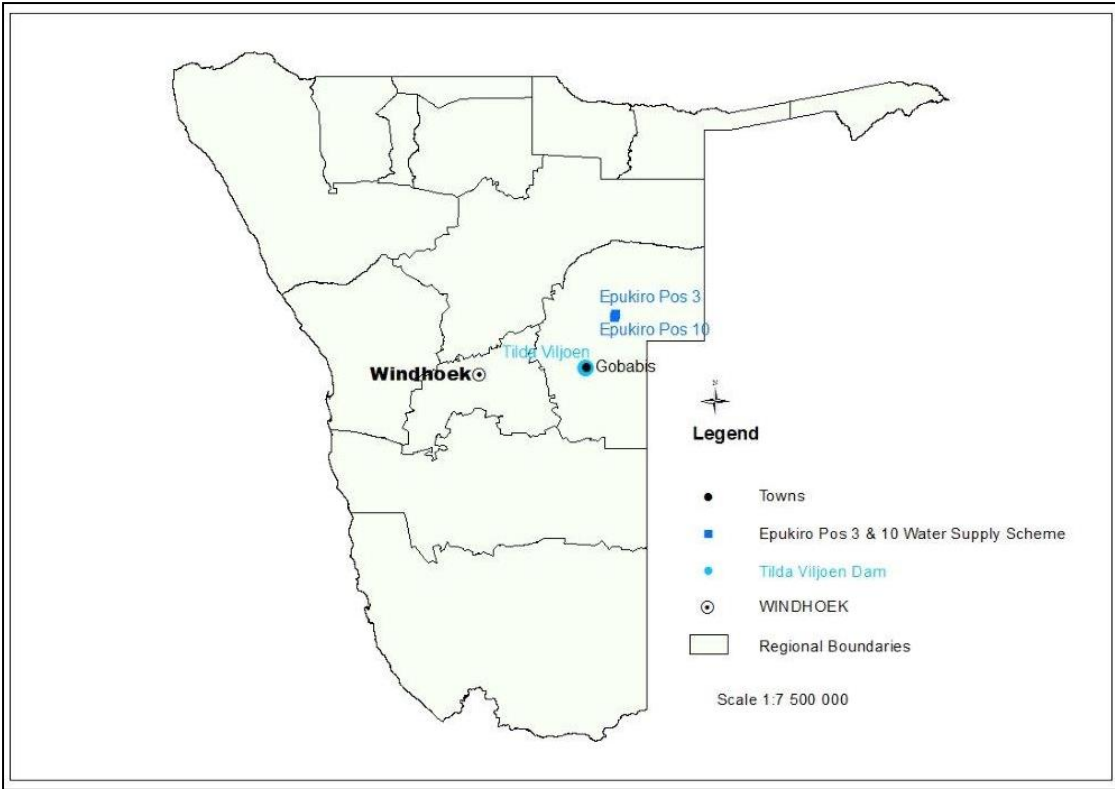 Epukiro Pos 3
Epukiro Pos 10
Tilda Viljoen
Gobabis
Windhoek
Legend
Towns
Epukiro Pos 3 & 10 Water Supply Scheme
Tilda Viljoen Dam
WINDHOEK
Regional Boundaries
Scale 1:7 500 000